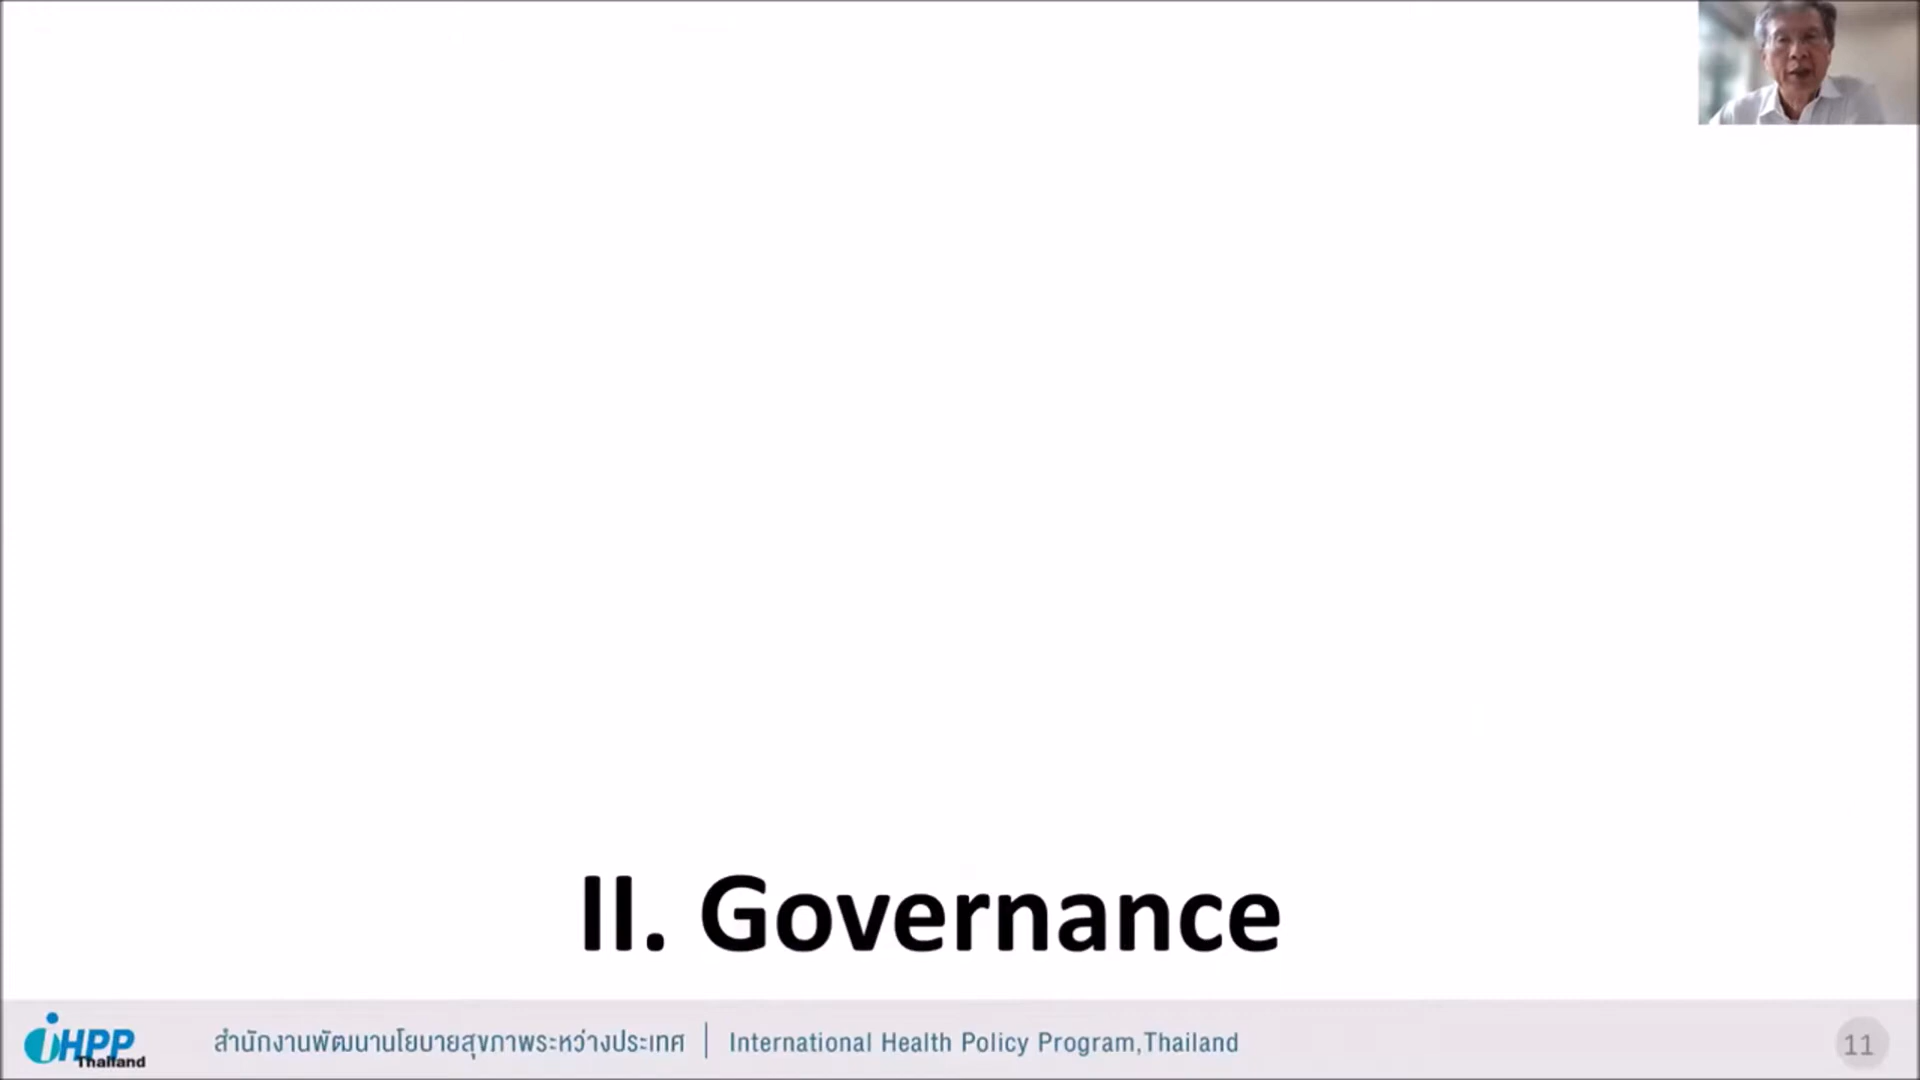 II. Governance
iHPP
Thailand
สำนักงานพัฒนานโยบายสุขภาพระหว่างประเทศ | International Health Policy Program,Thailand
11